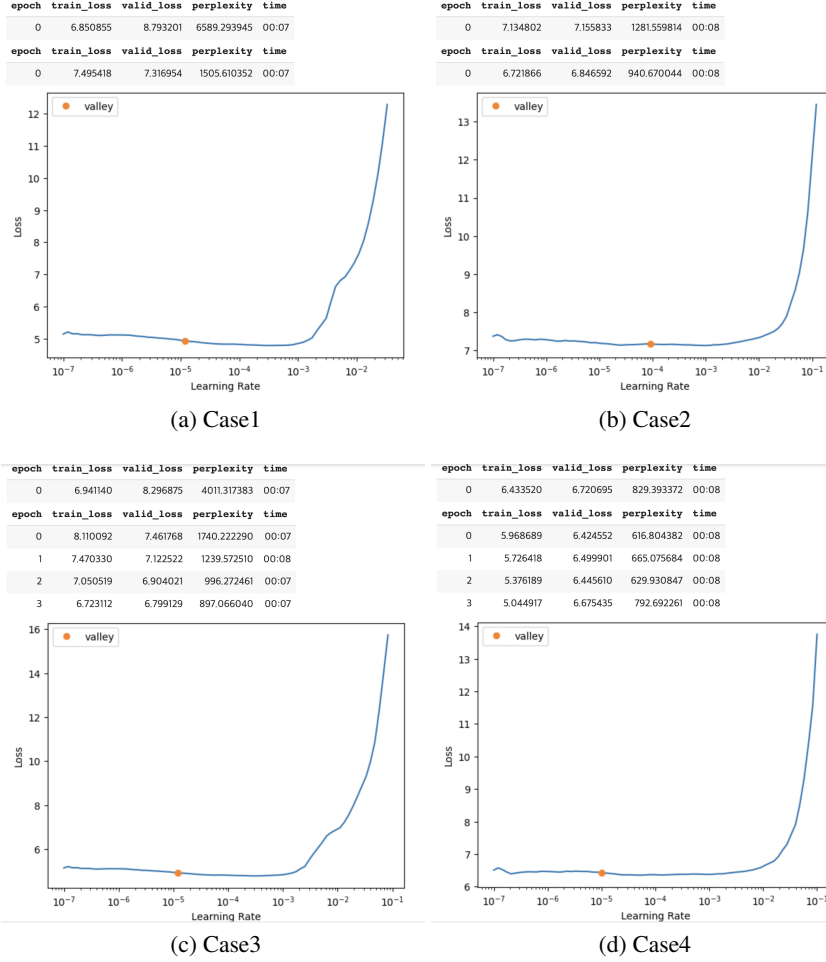 epoch train_loss valid_loss perplexity time
0 6.850855 8.793201 6589.293945 00:07
epoch train_loss valid_loss perplexity time
0 7.495418 7.316954 1505.610352 00:07
valley
12
11
10
9
8
7
6
5
Loss
10⁻⁷ 10⁻⁶ 10⁻⁵ 10⁻⁴ 10⁻³ 10⁻²
Learning Rate
(a) Case1
epoch train_loss valid_loss perplexity time
0 7.134802 7.155833 1281.559814 00:08
epoch train_loss valid_loss perplexity time
0 6.721866 6.846592 940.670044 00:08
valley
13
12
11
10
9
8
7
Loss
10⁻⁷ 10⁻⁶ 10⁻⁵ 10⁻⁴ 10⁻³ 10⁻² 10⁻¹
Learning Rate
(b) Case2
epoch train_loss valid_loss perplexity time
0 6.941140 8.296875 4011.317383 00:07
epoch train_loss valid_loss perplexity time
0 8.110092 7.461768 1740.222290 00:07
1 7.470330 7.122522 1239.572510 00:08
2 7.050519 6.904021 996.272461 00:07
3 6.723112 6.799129 897.066040 00:07
valley
16
14
12
10
8
6
Loss
10⁻⁷ 10⁻⁶ 10⁻⁵ 10⁻⁴ 10⁻³ 10⁻² 10⁻¹
Learning Rate
(c) Case3
epoch train_loss valid_loss perplexity time
0 6.433520 6.720695 829.393372 00:08
epoch train_loss valid_loss perplexity time
0 5.968689 6.424552 616.804382 00:08
1 5.726418 6.499901 665.075684 00:08
2 5.376189 6.445610 629.930847 00:08
3 5.044917 6.675435 792.692261 00:08
valley
14
13
12
11
10
9
8
7
6
Loss
10⁻⁷ 10⁻⁶ 10⁻⁵ 10⁻⁴ 10⁻³ 10⁻² 10⁻¹
Learning Rate
(d) Case4